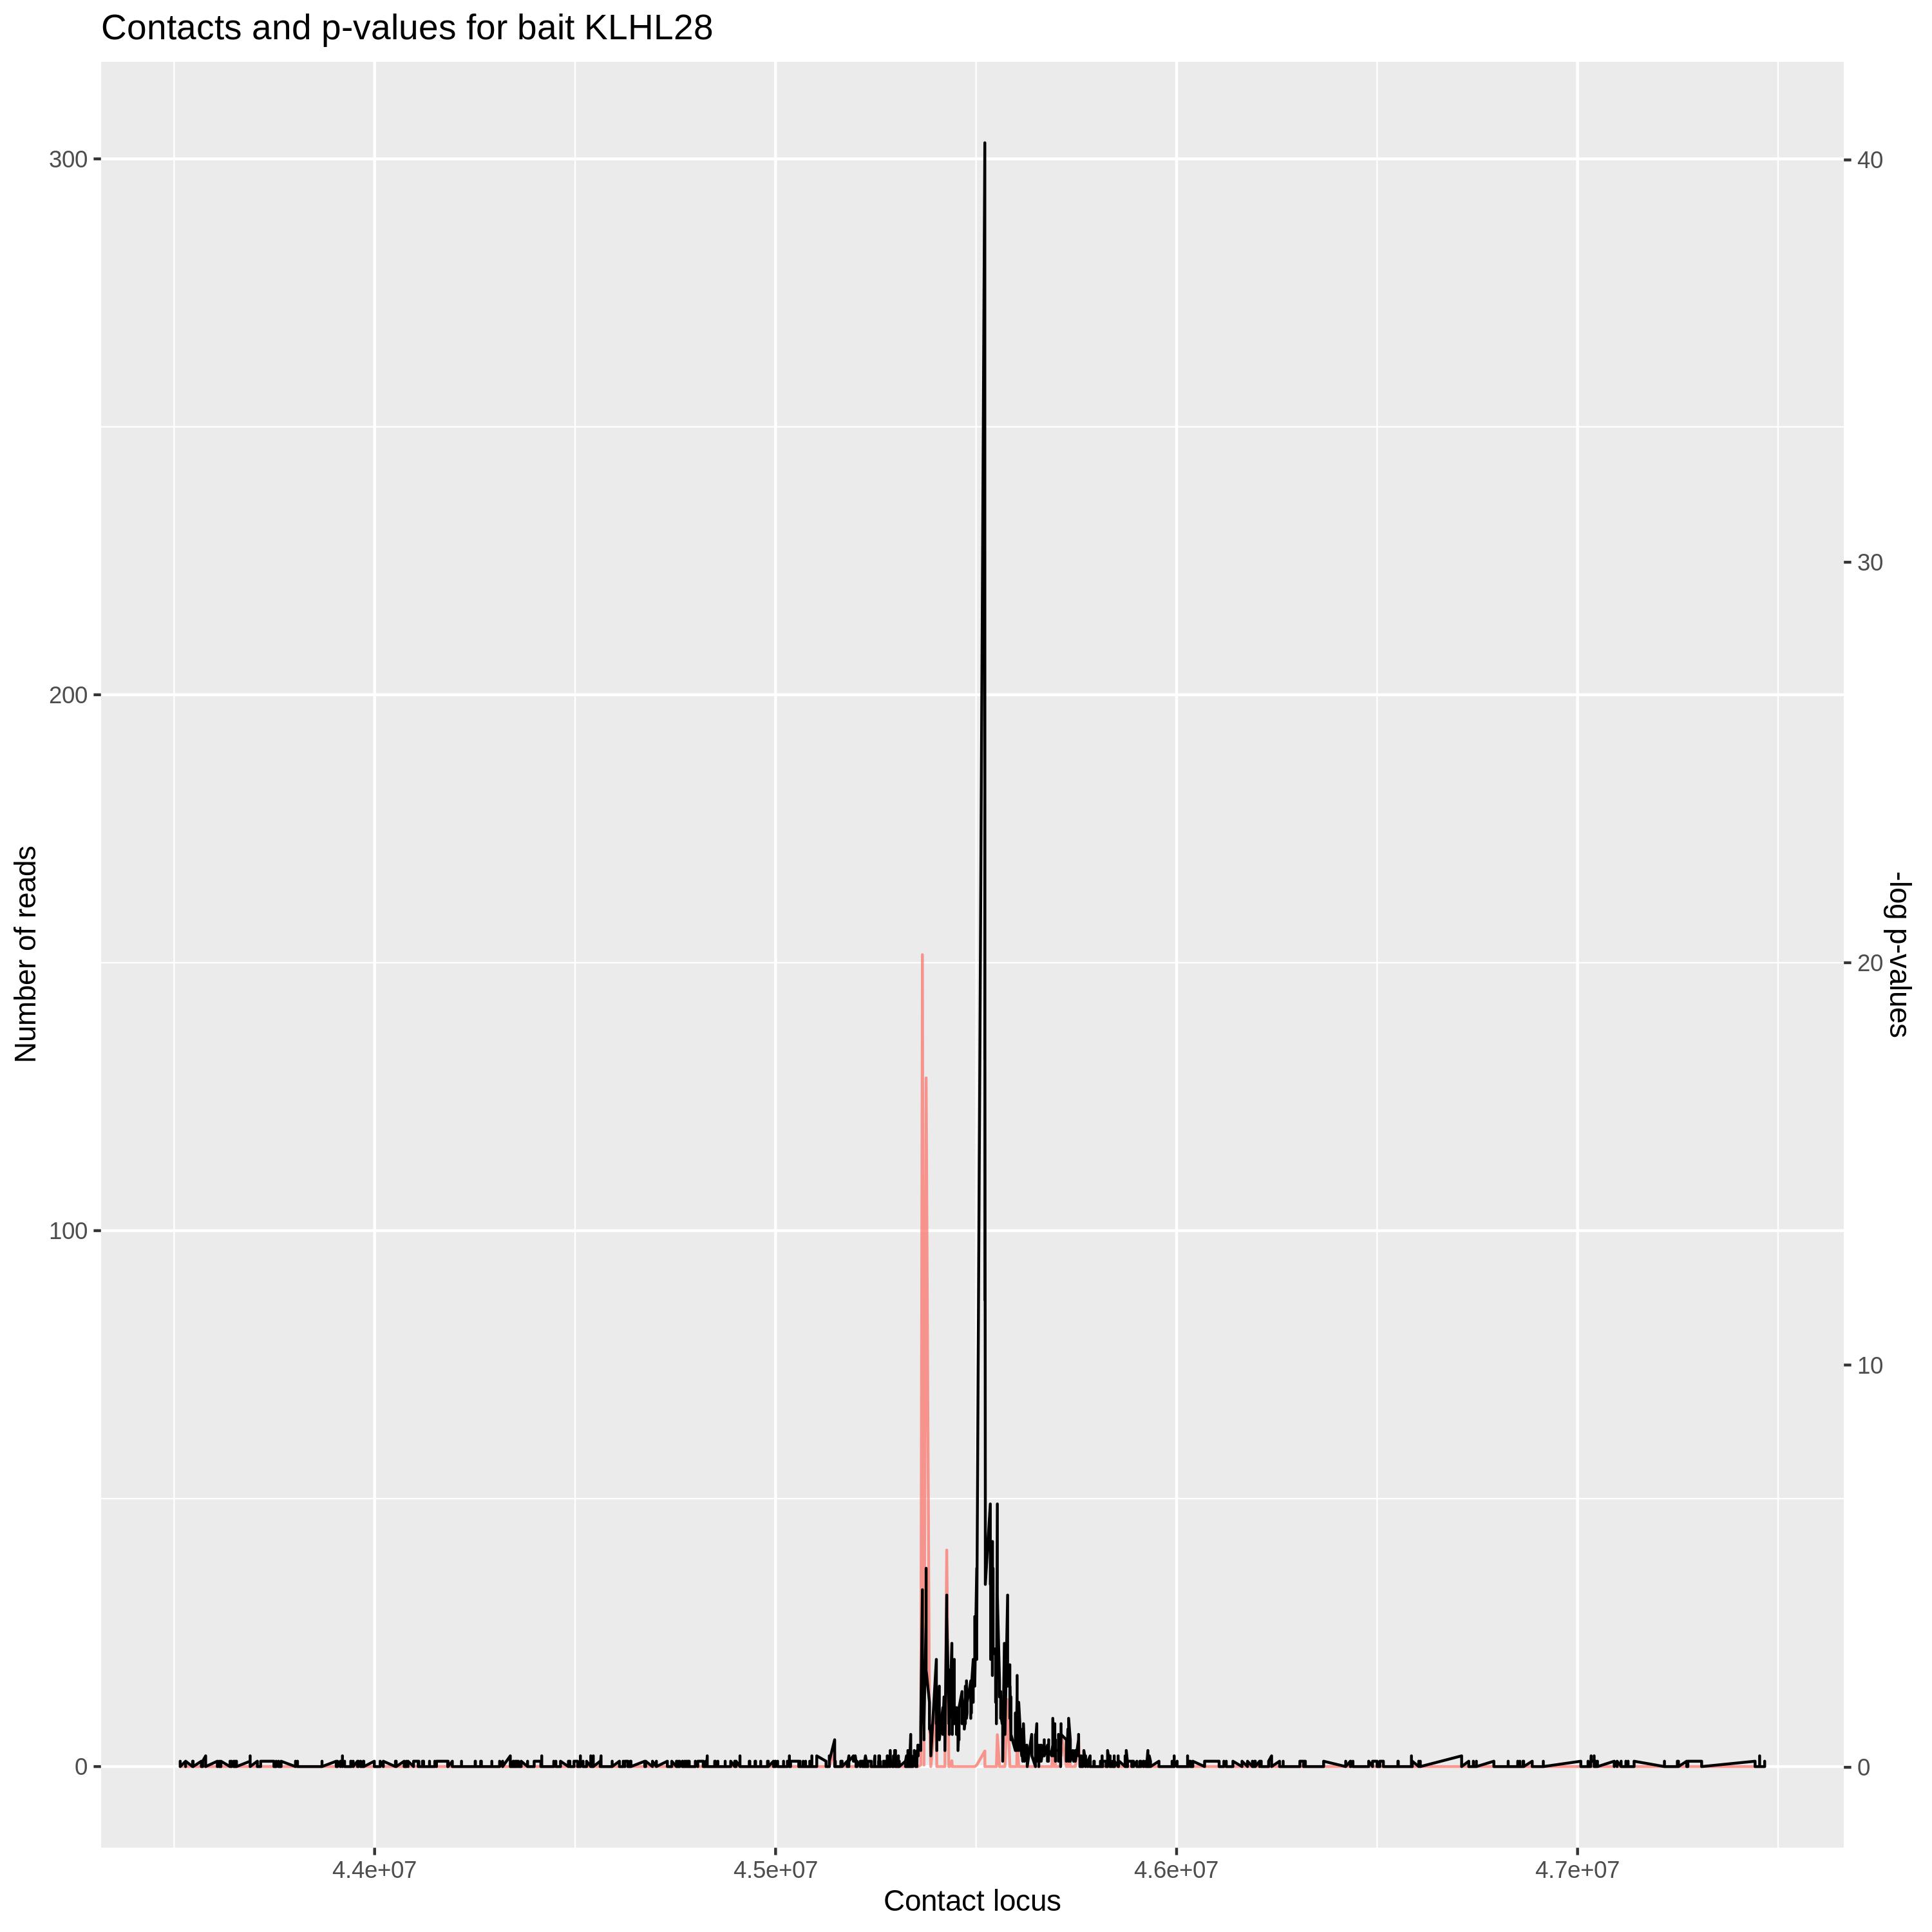 Contacts and p-values for bait KLHL28
300
200
100
0
40
30
20
10
0
Number of reads
-log p-values
4.4e+07
4.5e+07
4.6e+07
4.7e+07
Contact locus